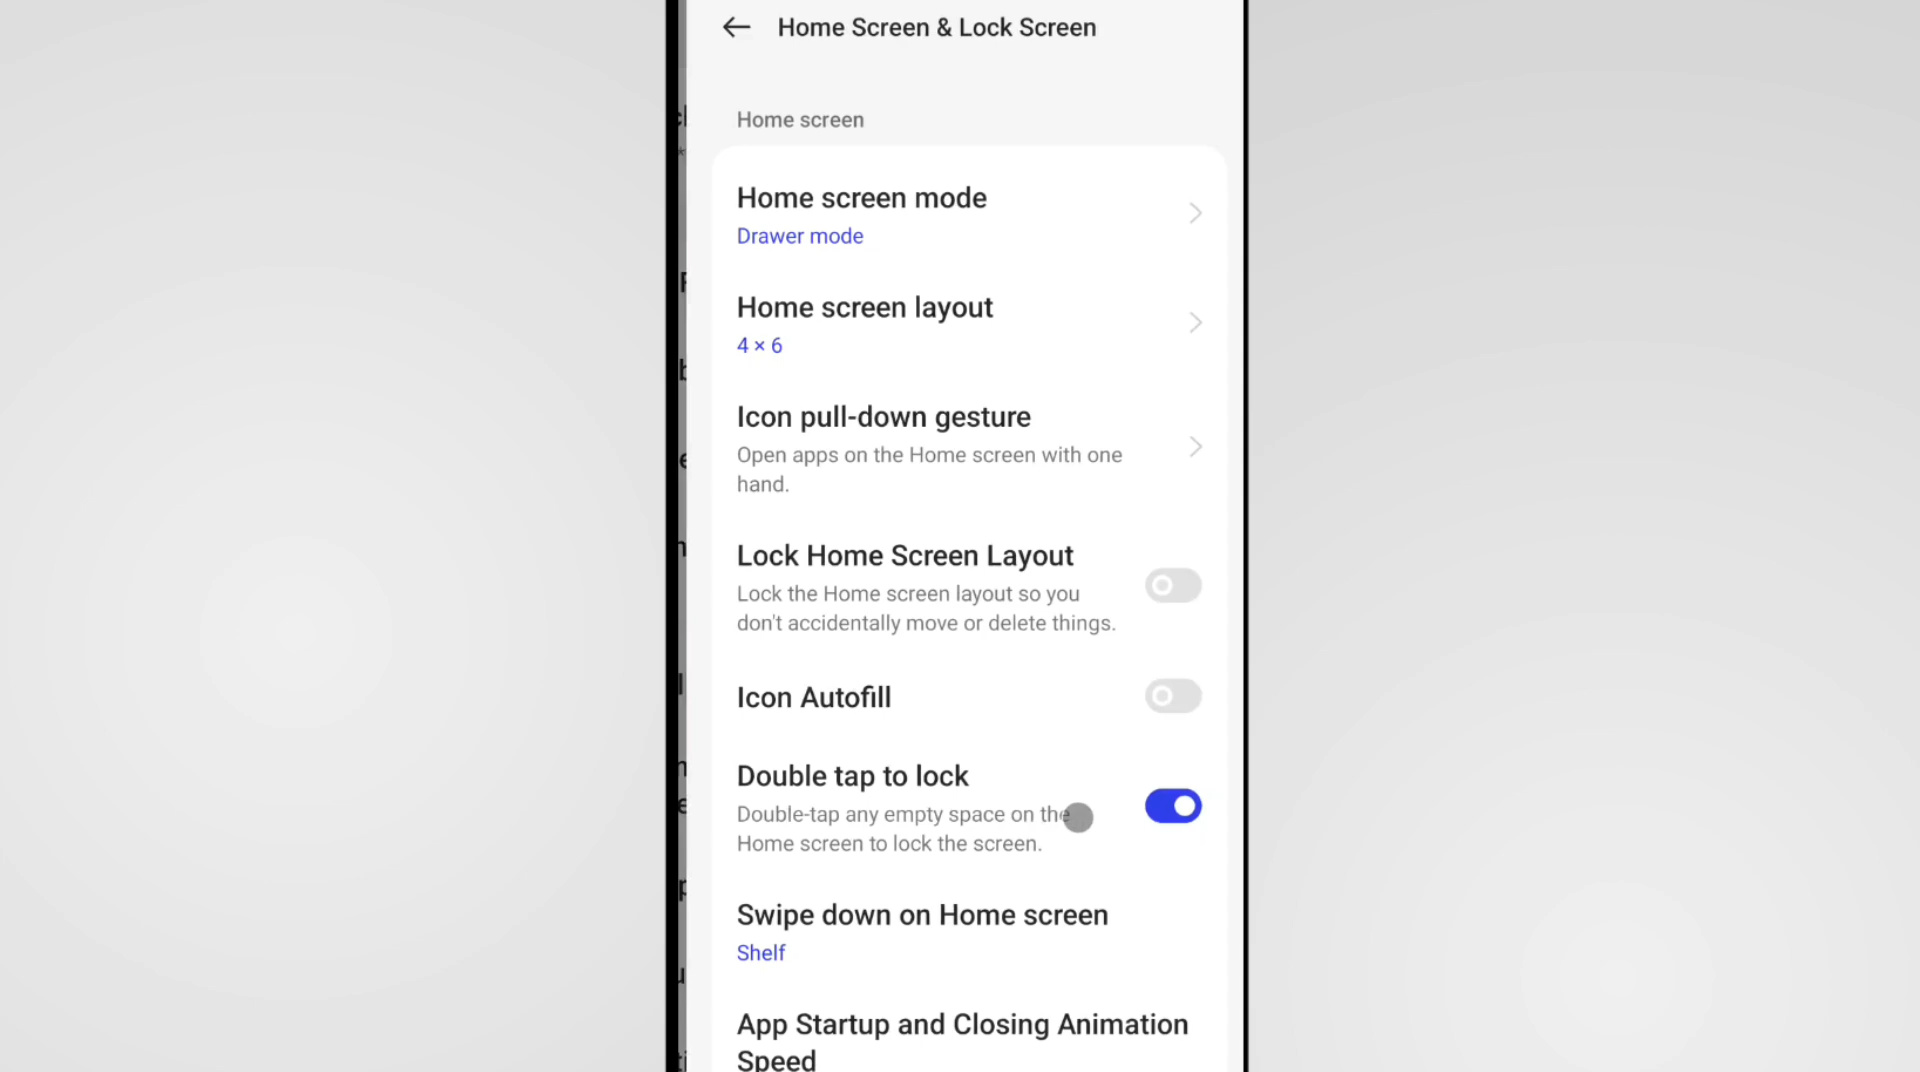 Home Screen & Lock Screen
Home screen
Home screen mode
Drawer mode
Home screen layout
4 × 6
Icon pull-down gesture
Open apps on the Home screen with one
hand.
Lock Home Screen Layout
Lock the Home screen layout so you
don't accidentally move or delete things.
Icon Autofill
Double tap to lock
Double-tap any empty space on the
Home screen to lock the screen.
Swipe down on Home screen
Shelf
App Startup and Closing Animation
Speed